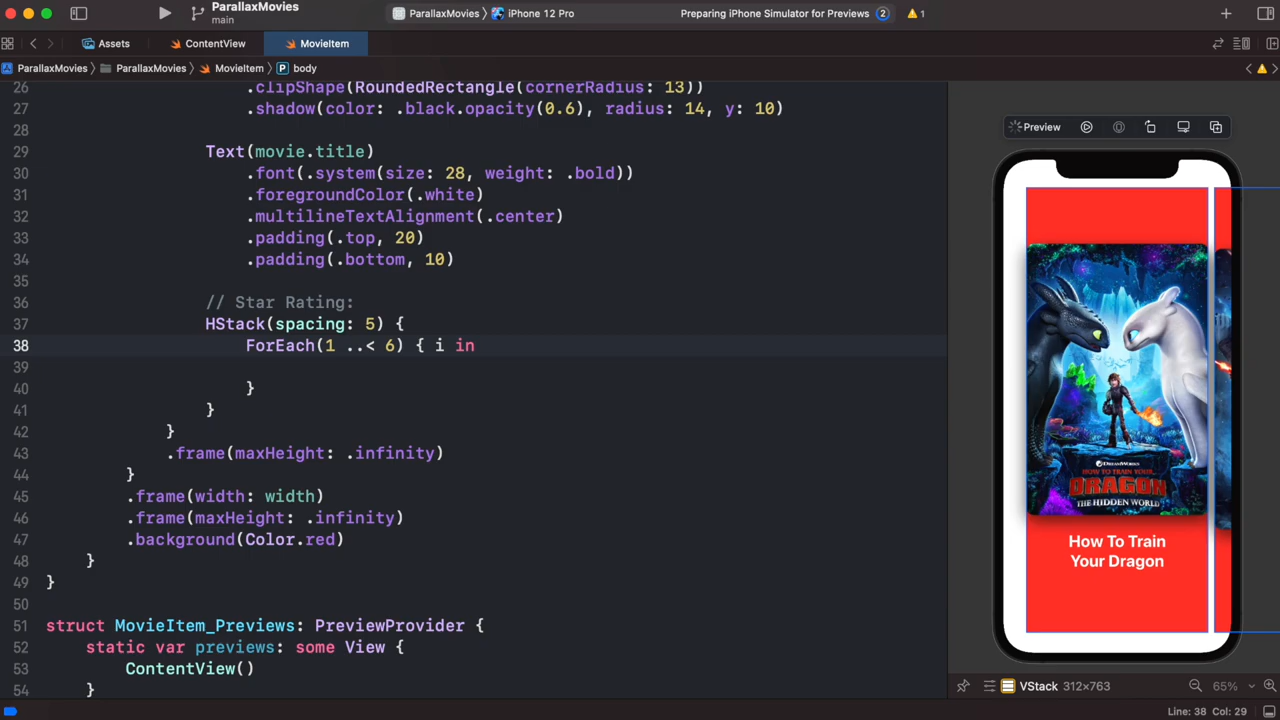 ParallaxMovies
main
ParallaxMovies
iPhone 12 Pro
Preparing iPhone Simulator for Previews
2
1
Assets
ContentView
MovieItem
ParallaxMovies
ParallaxMovies
MovieItem
P
body
26 .clipShape(RoundedRectangle(cornerRadius: 13))
27 .shadow(color: .black.opacity(0.6), radius: 14, y: 10)
28
29 Text(movie.title)
30 .font(.system(size: 28, weight: .bold))
31 .foregroundColor(.white)
32 .multilineTextAlignment(.center)
33 .padding(.top, 20)
34 .padding(.bottom, 10)
35
36 // Star Rating:
37 HStack(spacing: 5) {
38 ForEach(1 ..< 6) { i in
39
40 }
41 }
42 }
43 .frame(maxHeight: .infinity)
44 }
45 .frame(width: width)
46 .frame(maxHeight: .infinity)
47 .background(Color.red)
48 }
49 }
50
51 struct MovieItem_Previews: PreviewProvider {
52 static var previews: some View {
53 ContentView()
54 }
Preview
DREAMWORKS
HOW TO TRAIN YOUR
DRAGON
THE HIDDEN WORLD
How To Train
Your Dragon
VStack 312×763
65%
Line: 38 Col: 29